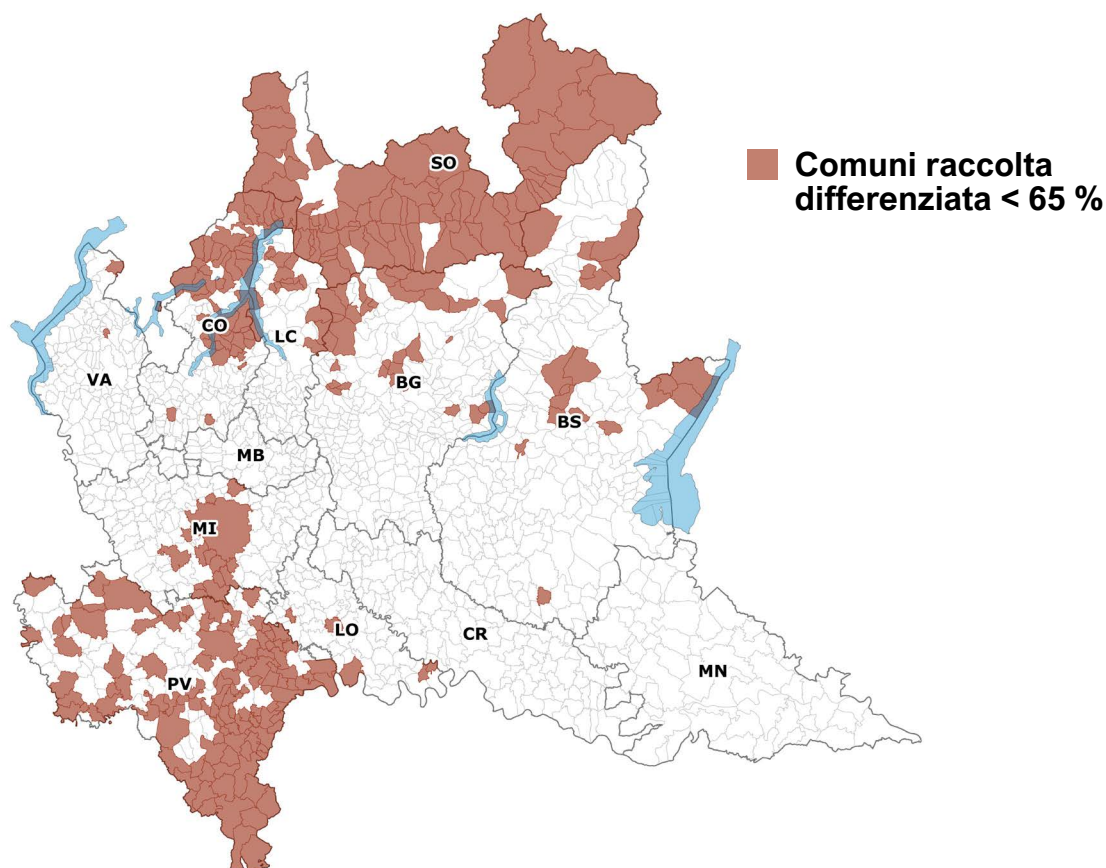 SO
Comuni raccolta
differenziata < 65 %
CO
LC
VA
BG
BS
MB
MI
LO
CR
MN
PV